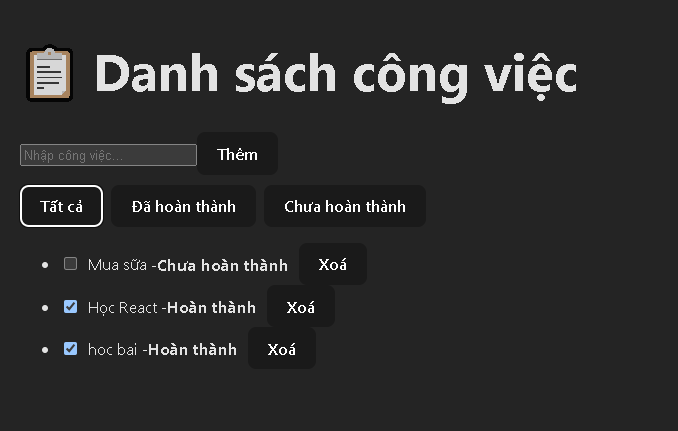 Danh sách công việc
Nhập công việc... Thêm
Tất cả Đã hoàn thành Chưa hoàn thành
Mua sữa -Chưa hoàn thành Xoá
Học React -Hoàn thành Xoá
hoc bai -Hoàn thành Xoá